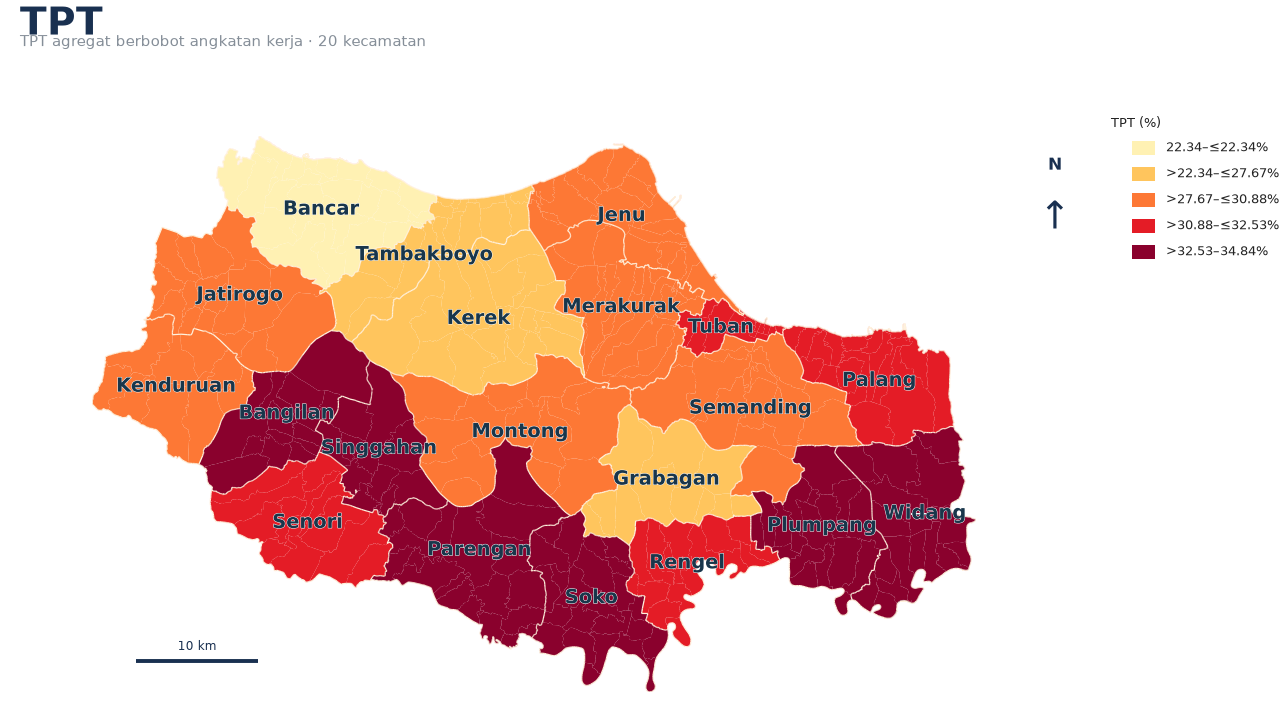 TPT
TPT agregat berbobot angkatan kerja · 20 kecamatan
TPT (%)
22.34–≤22.34%
>22.34–≤27.67%
>27.67–≤30.88%
>30.88–≤32.53%
>32.53–34.84%
N
↑
Bancar
Jenu
Tambakboyo
Jatirogo
Merakurak
Kerek
Tuban
Palang
Kenduruan
Semanding
Bangilan
Montong
Singgahan
Grabagan
Widang
Senori
Plumpang
Parengan
Rengel
Soko
10 km